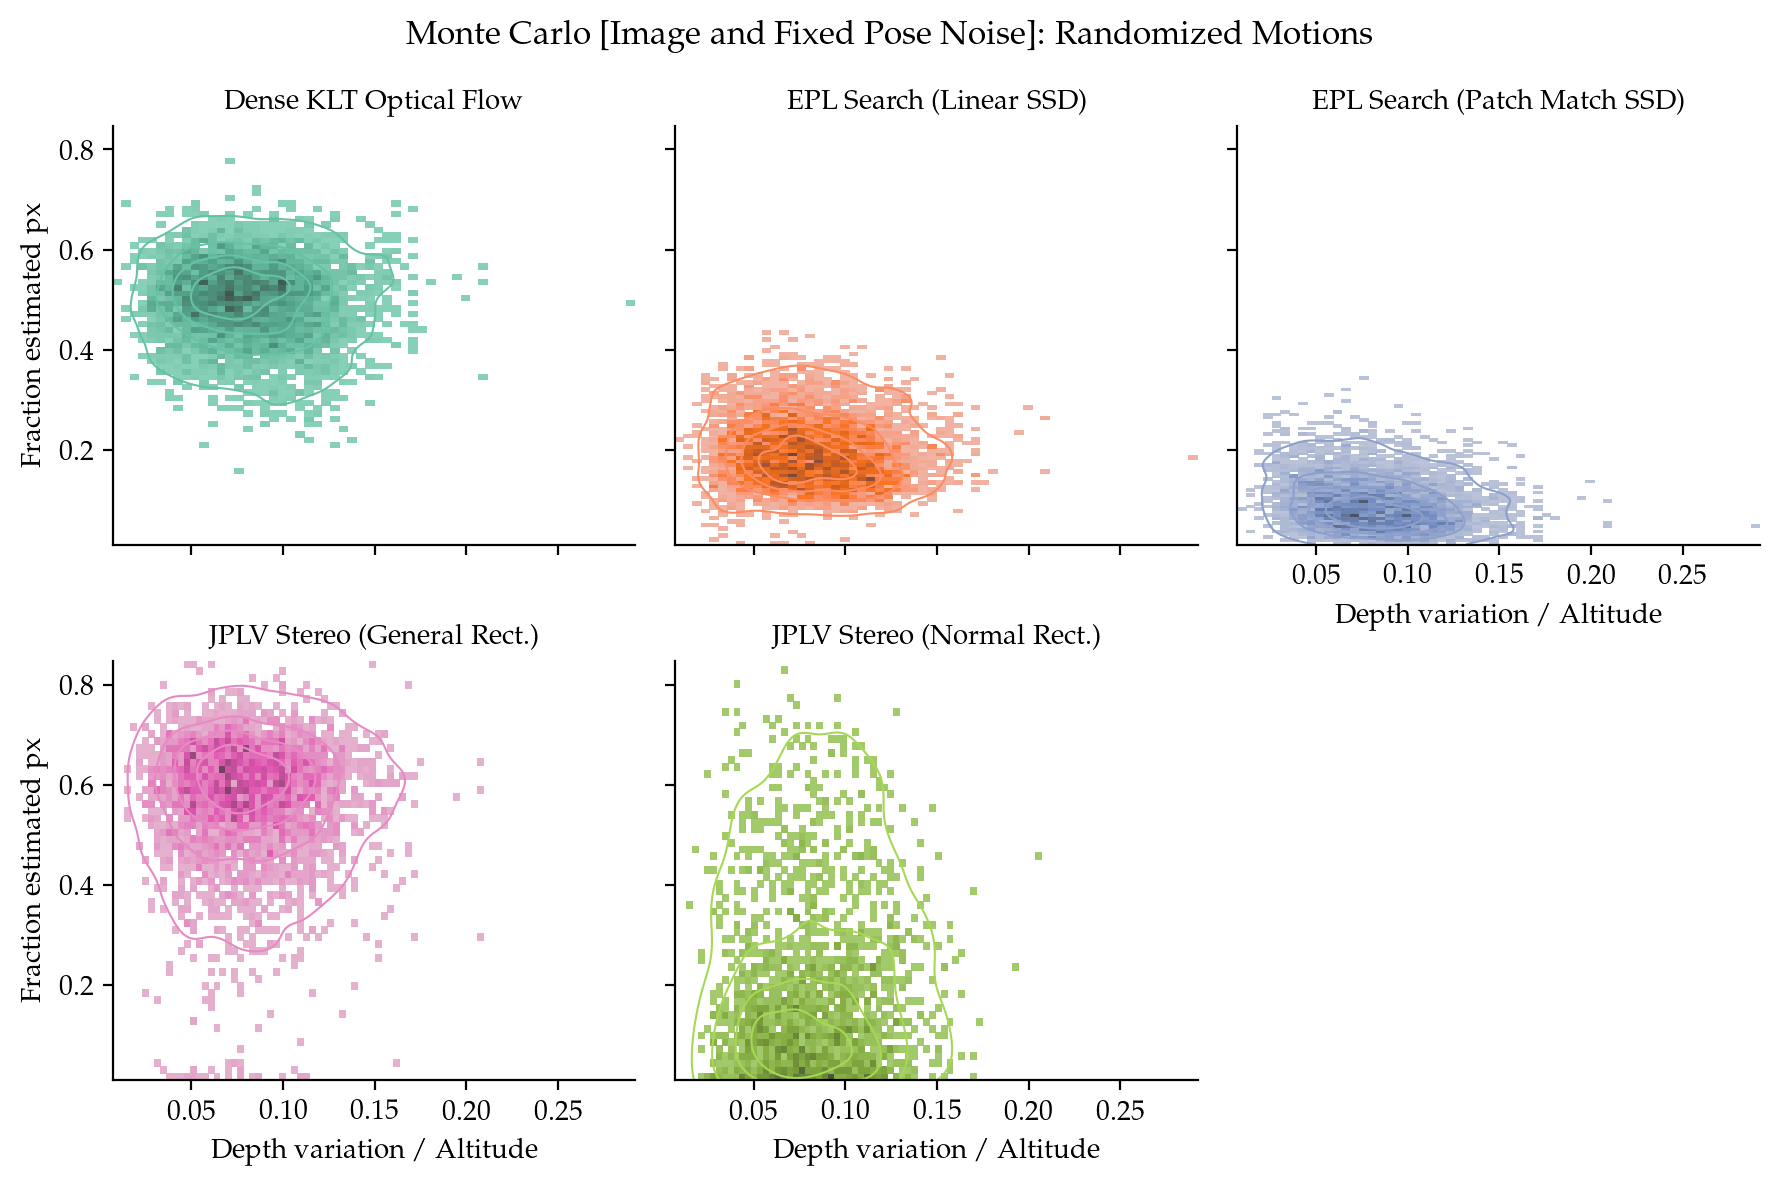 Monte Carlo [Image and Fixed Pose Noise]: Randomized Motions
Dense KLT Optical Flow
EPL Search (Linear SSD)
EPL Search (Patch Match SSD)
0.8
0.6
0.4
0.2
Fraction estimated px
0.05 0.10 0.15 0.20 0.25
Depth variation / Altitude
JPLV Stereo (General Rect.)
JPLV Stereo (Normal Rect.)
0.8
0.6
0.4
0.2
Fraction estimated px
0.05 0.10 0.15 0.20 0.25
0.05 0.10 0.15 0.20 0.25
Depth variation / Altitude
Depth variation / Altitude